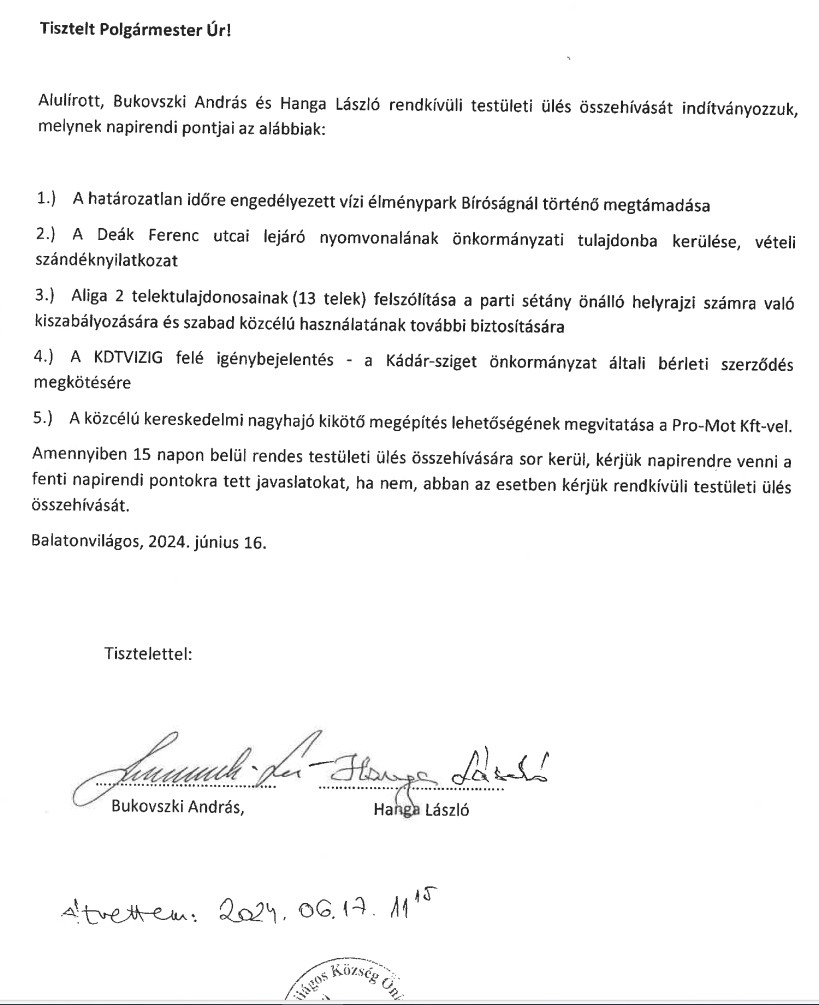 Tisztelt Polgármester Úr!
Alulírott, Bukovszki András és Hanga László rendkívüli testületi ülés összehívását indítványozzuk,
melynek napirendi pontjai az alábbiak:
1.) A határozatlan időre engedélyezett vízi élménypark Bíróságnál történő megtámadása
2.) A Deák Ferenc utcai lejáró nyomvonalának önkormányzati tulajdonba kerülése, vételi
szándéknyilatkozat
3.) Aliga 2 telektulajdonosainak (13 telek) felszólítása a parti sétány önálló helyrajzi számra való
kiszabályozására és szabad közcélú használatának további biztosítására
4.) A KDTVIZIG felé igénybejelentés - a Kádár-sziget önkormányzat általi bérleti szerződés
megkötésére
5.) A közcélú kereskedelmi nagyhajó kikötő megépítés lehetőségének megvitatása a Pro-Mot Kft-vel.
Amennyiben 15 napon belül rendes testületi ülés összehívására sor kerül, kérjük napirendre venni a
fenti napirendi pontokra tett javaslatokat, ha nem, abban az esetben kérjük rendkívüli testületi ülés
összehívását.
Balatonvilágos, 2024. június 16.
Tisztelettel:
Hanga László
Bukovszki András, Hanga László
Átvettem: 2024. 06.17. 11 15
ilágos Község Öná